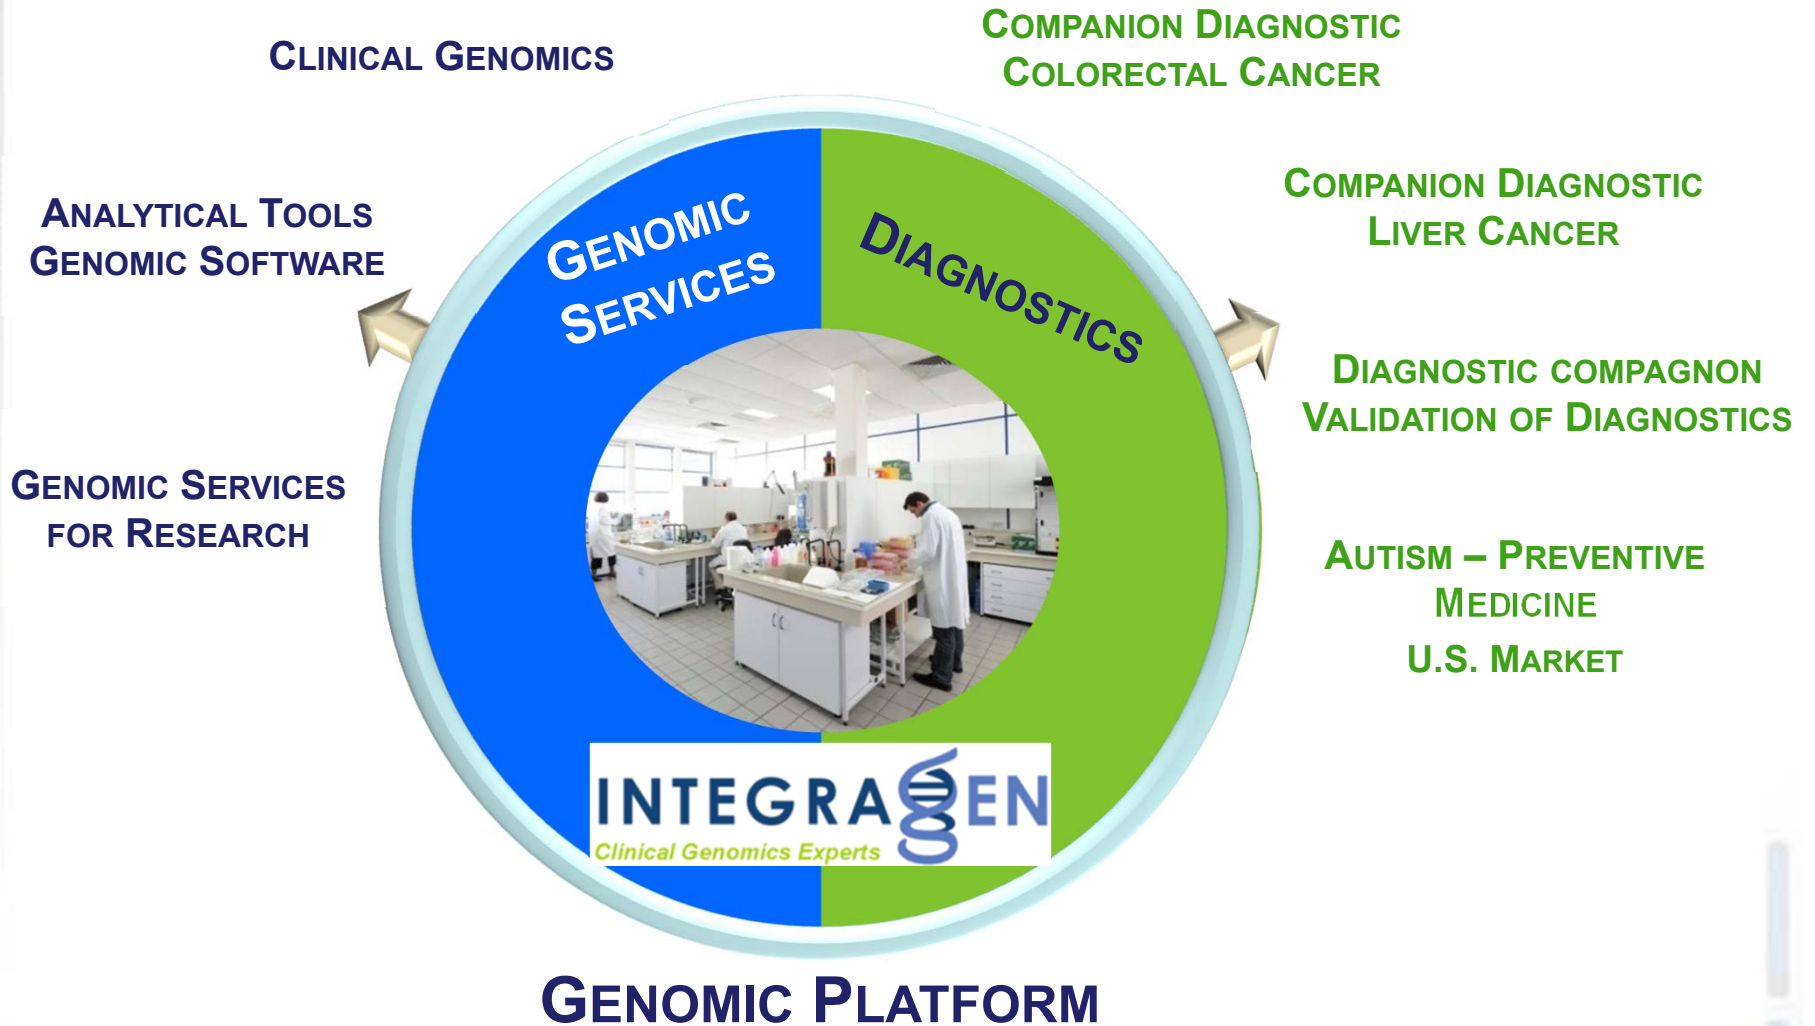 CLINICAL GENOMICS
COMPANION DIAGNOSTIC
COLORECTAL CANCER
ANALYTICAL TOOLS
GENOMIC SOFTWARE
COMPANION DIAGNOSTIC
LIVER CANCER
GENOMIC
SERVICES
DIAGNOSTICS
DIAGNOSTIC COMPAGNON
VALIDATION OF DIAGNOSTICS
GENOMIC SERVICES
FOR RESEARCH
AUTISM – PREVENTIVE
MEDICINE
U.S. MARKET
INTEGRAGEN
Clinical Genomics Experts
GENOMIC PLATFORM